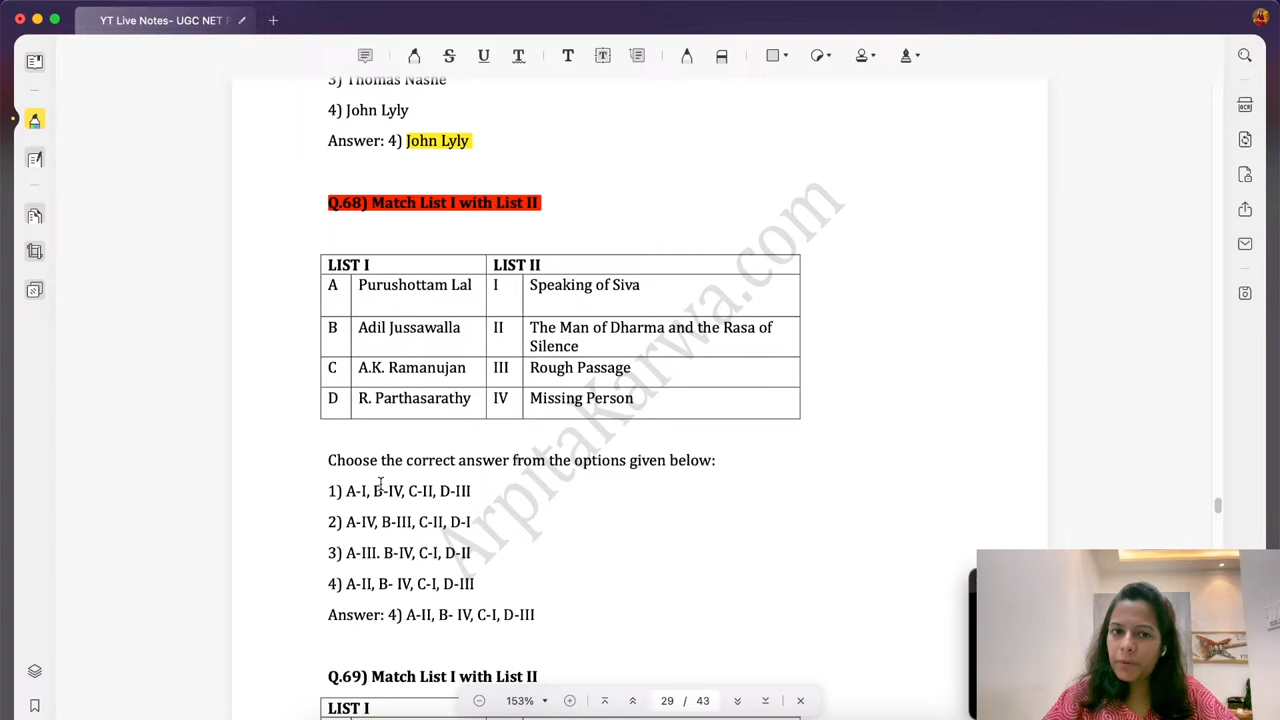 YT Live Notes- UGC NET P
3) Thomas Nashe
4) John Lyly
Answer: 4) John Lyly
Q.68) Match List I with List II
LIST I LIST II
A Purushottam Lal I Speaking of Siva
B Adil Jussawalla II The Man of Dharma and the Rasa of
Silence
C A.K. Ramanujan III Rough Passage
D R. Parthasarathy IV Missing Person
Choose the correct answer from the options given below:
1) A-I, B-IV, C-II, D-III
2) A-IV, B-III, C-II, D-I
3) A-III. B-IV, C-I, D-II
4) A-II, B- IV, C-I, D-III
Answer: 4) A-II, B- IV, C-I, D-III
Q.69) Match List I with List II
LIST I
ArpitaKarwa.com
153%
29 / 43
OCR